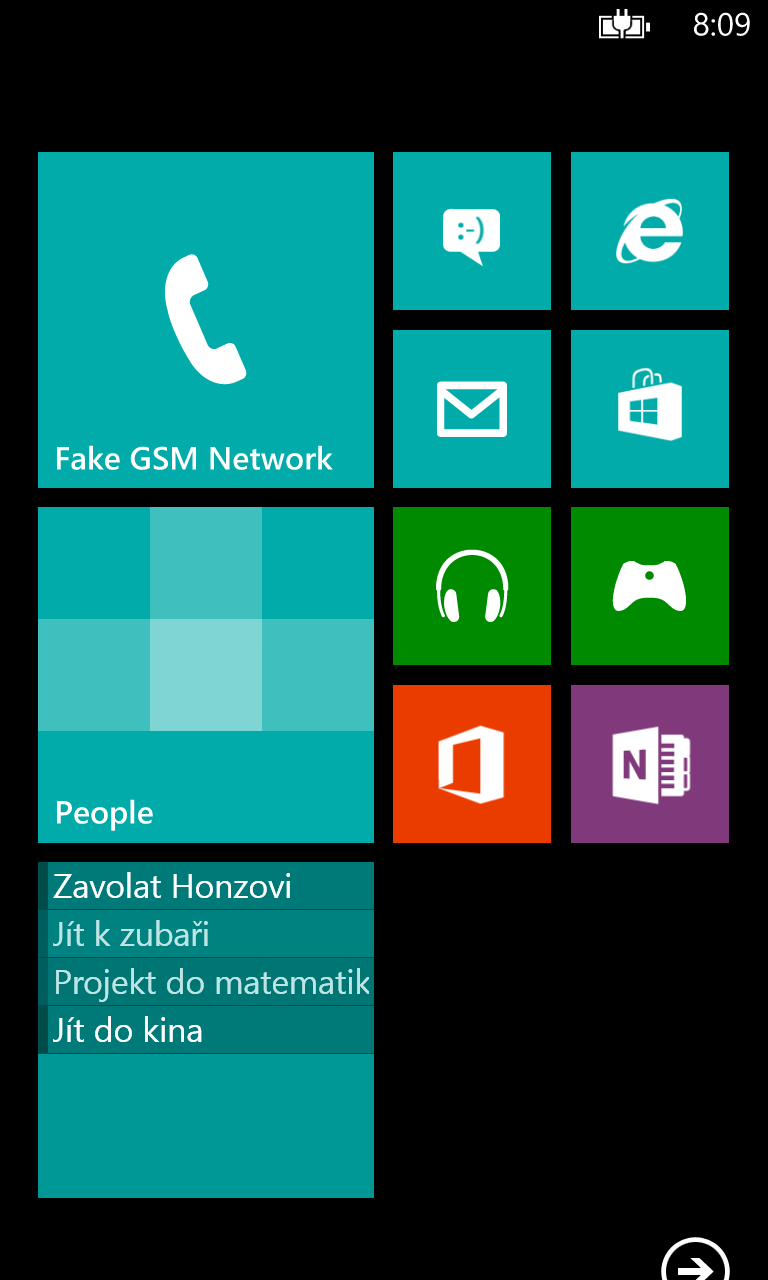 8:09
:-)
Fake GSM Network
People
N
Zavolat Honzovi
Jít k zubaři
Projekt do matematik
Jít do kina